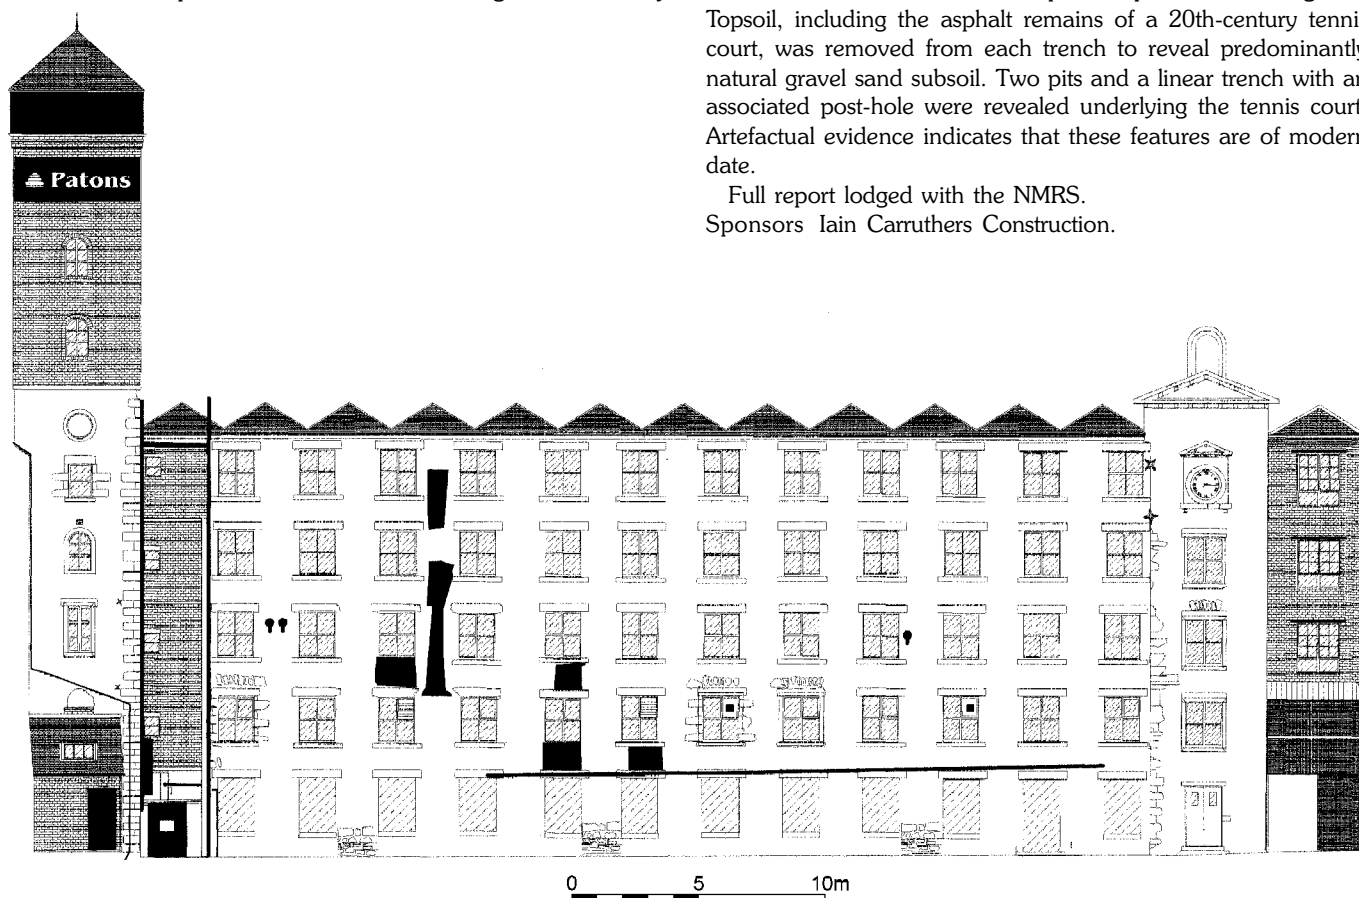 Topsoil, including the asphalt remains of a 20th-century
court, was removed from each trench to reveal predominantly
natural gravel sand subsoil. Two pits and a linear trench with
associated post-hole were revealed underlying the tennis court
Artefactual evidence indicates that these features are of modern
date.
Full report lodged with the NMRS.
Sponsors Iain Carruthers Construction.
Patons
0 5 10m